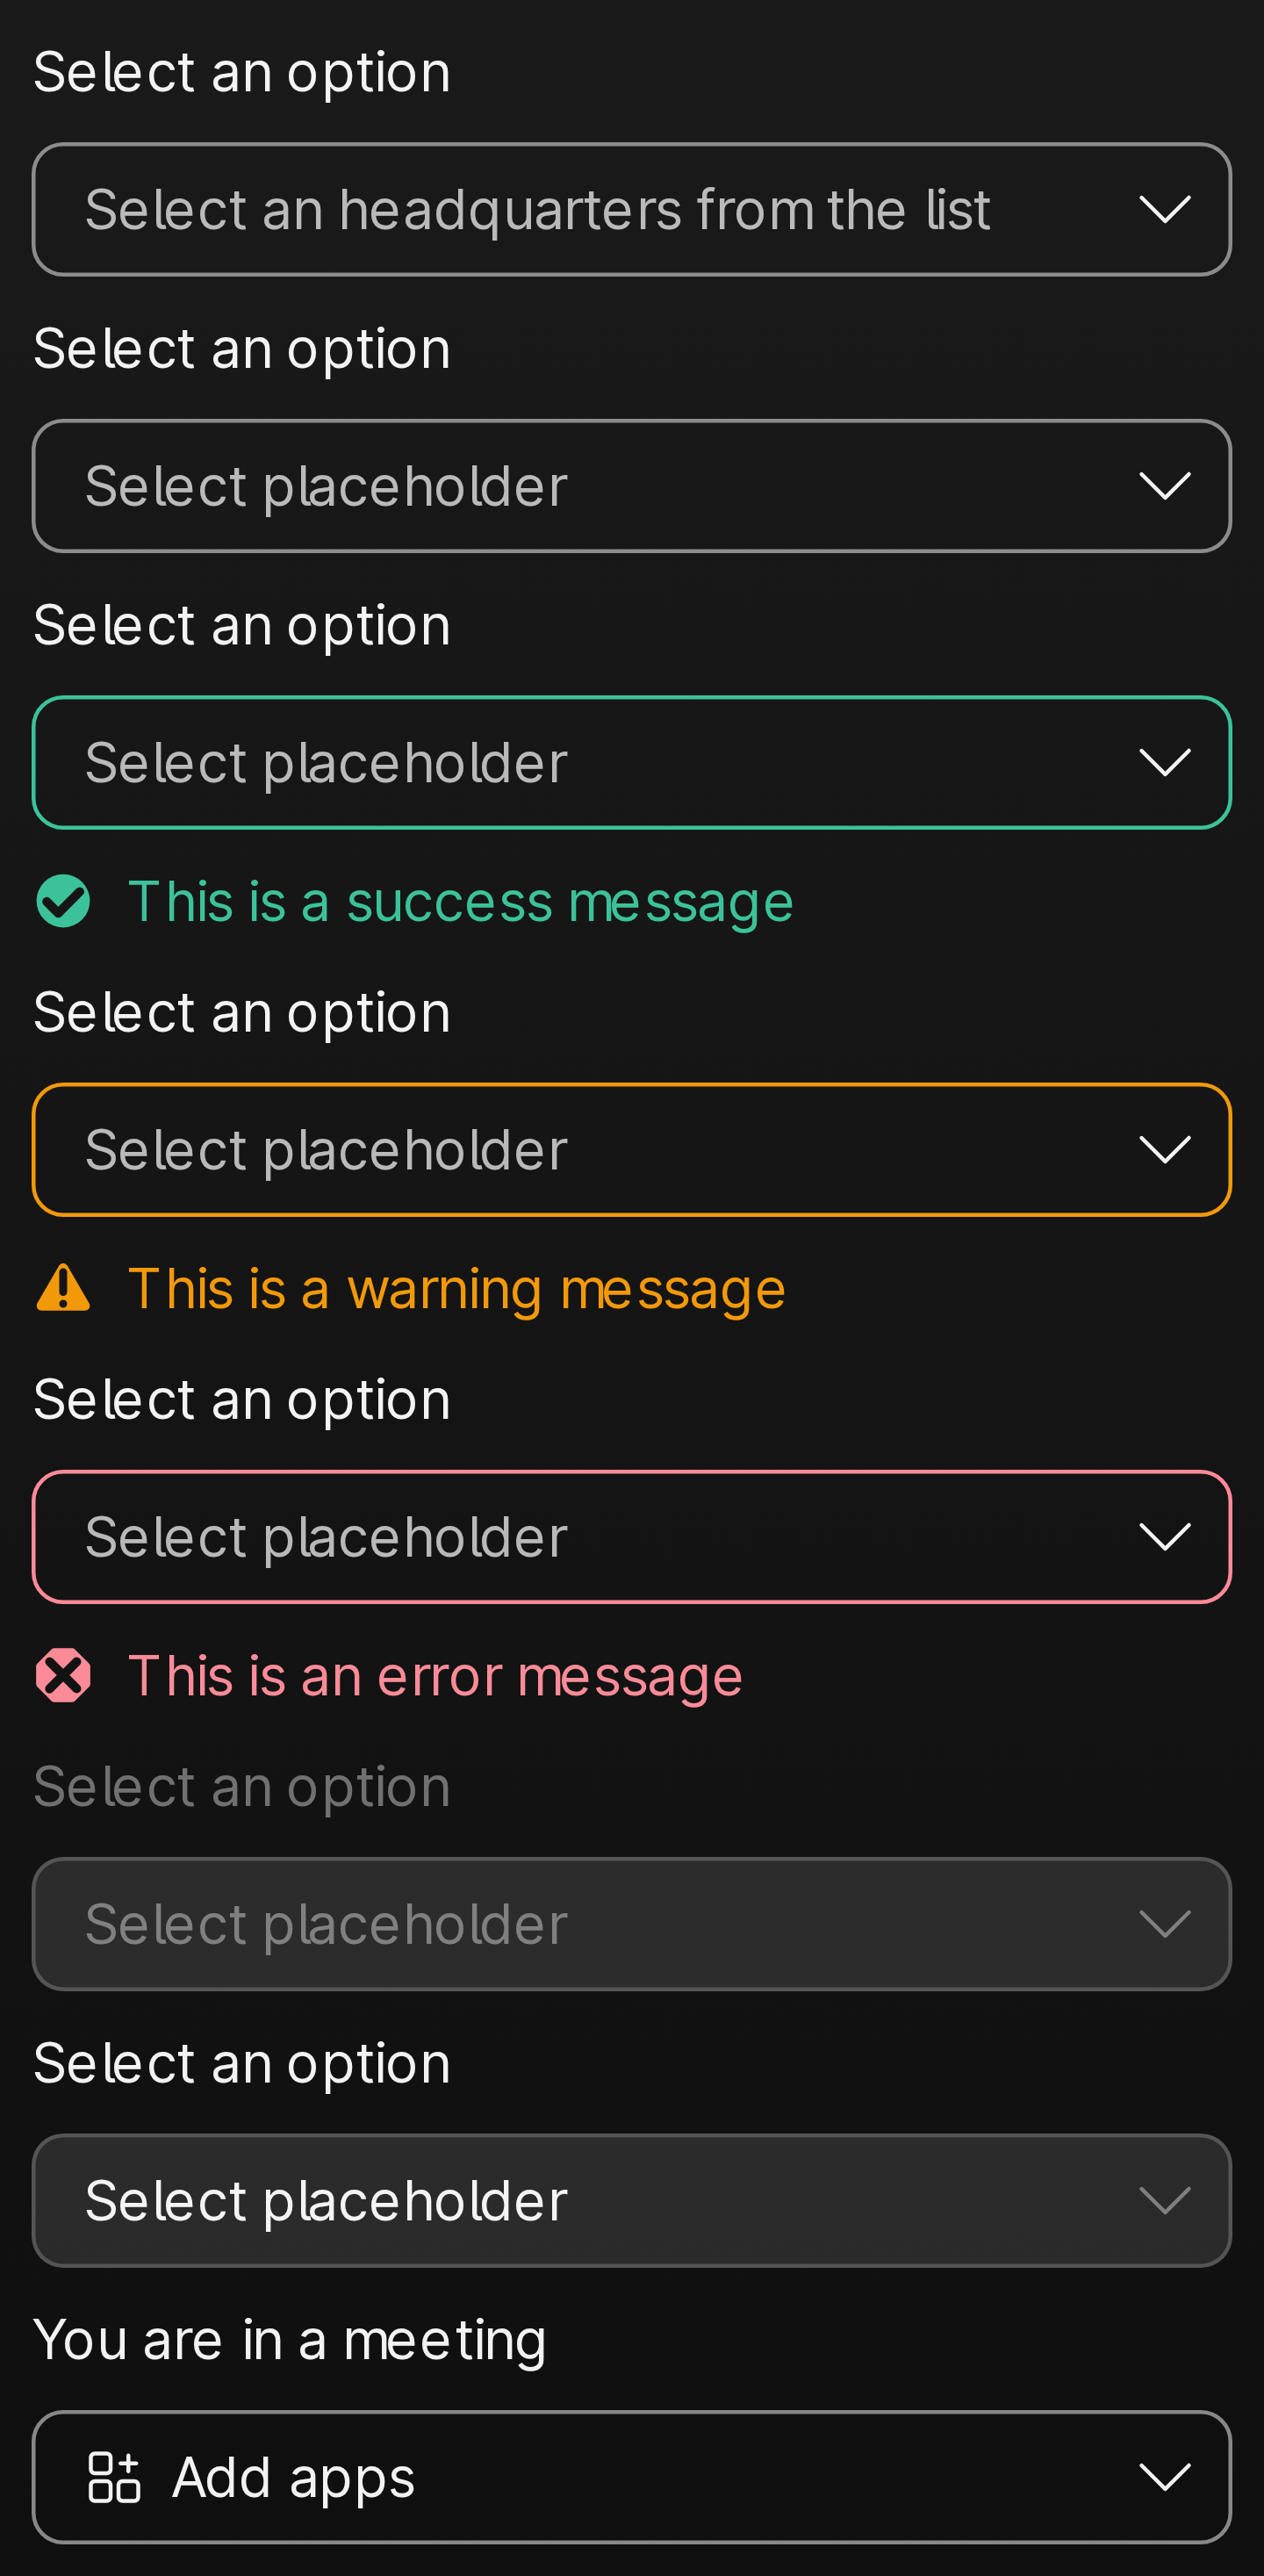 Select an option
Select an headquarters from the list
Select an option
Select placeholder
Select an option
Select placeholder
This is a success message
Select an option
Select placeholder
This is a warning message
Select an option
Select placeholder
This is an error message
Select an option
Select placeholder
Select an option
Select placeholder
You are in a meeting
Add apps